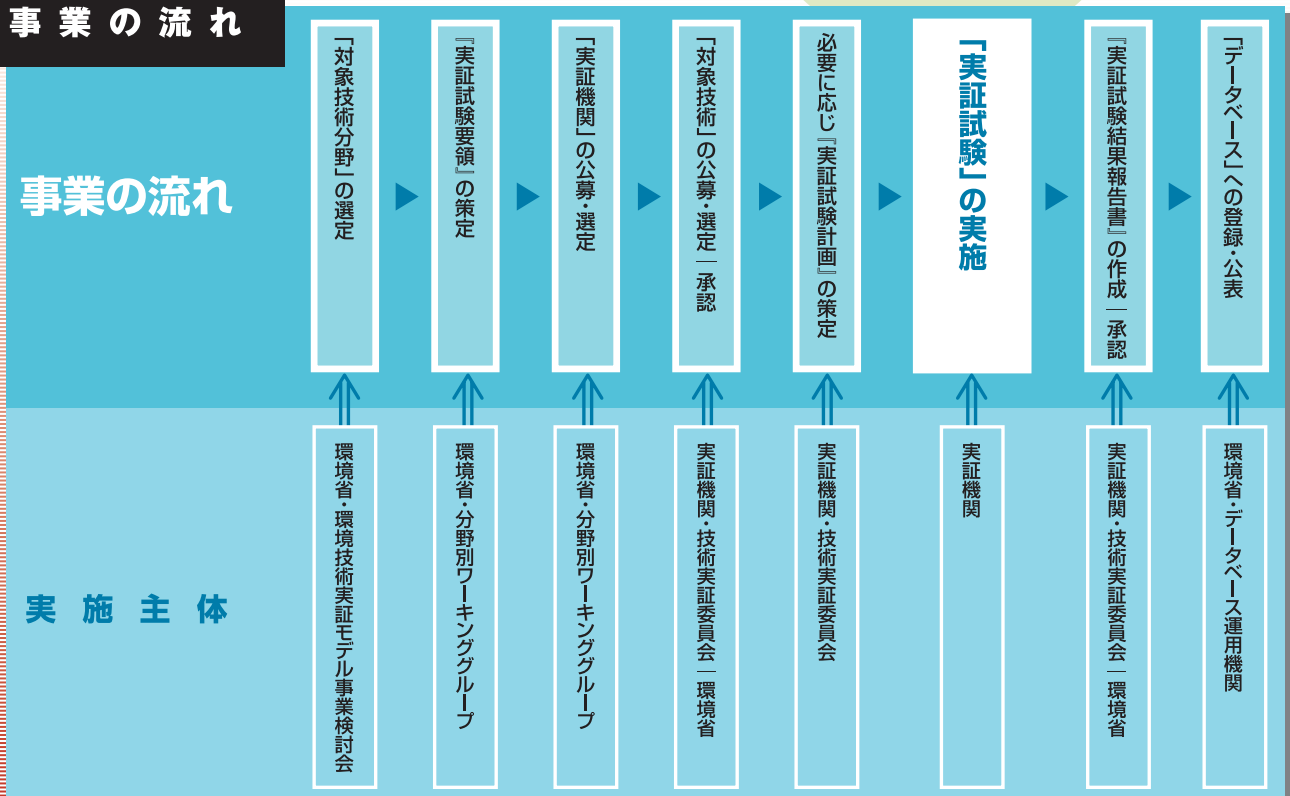 事業の流れ
事業の流れ
「対象技術分野」の選定
『実証試験要領』の策定
「実証機関」の公募・選定
「対象技術」の公募・選定｜承認
必要に応じ『実証試験計画』の策定
「実証試験」の実施
『実証試験結果報告書』の作成｜承認
「データベース」への登録・公表
実施主体
環境省・環境技術実証モデル事業検討会
環境省・分野別ワーキンググループ
環境省・分野別ワーキンググループ
実証機関・技術実証委員会｜環境省
実証機関・技術実証委員会
実証機関
実証機関・技術実証委員会｜環境省
環境省・データベース運用機関